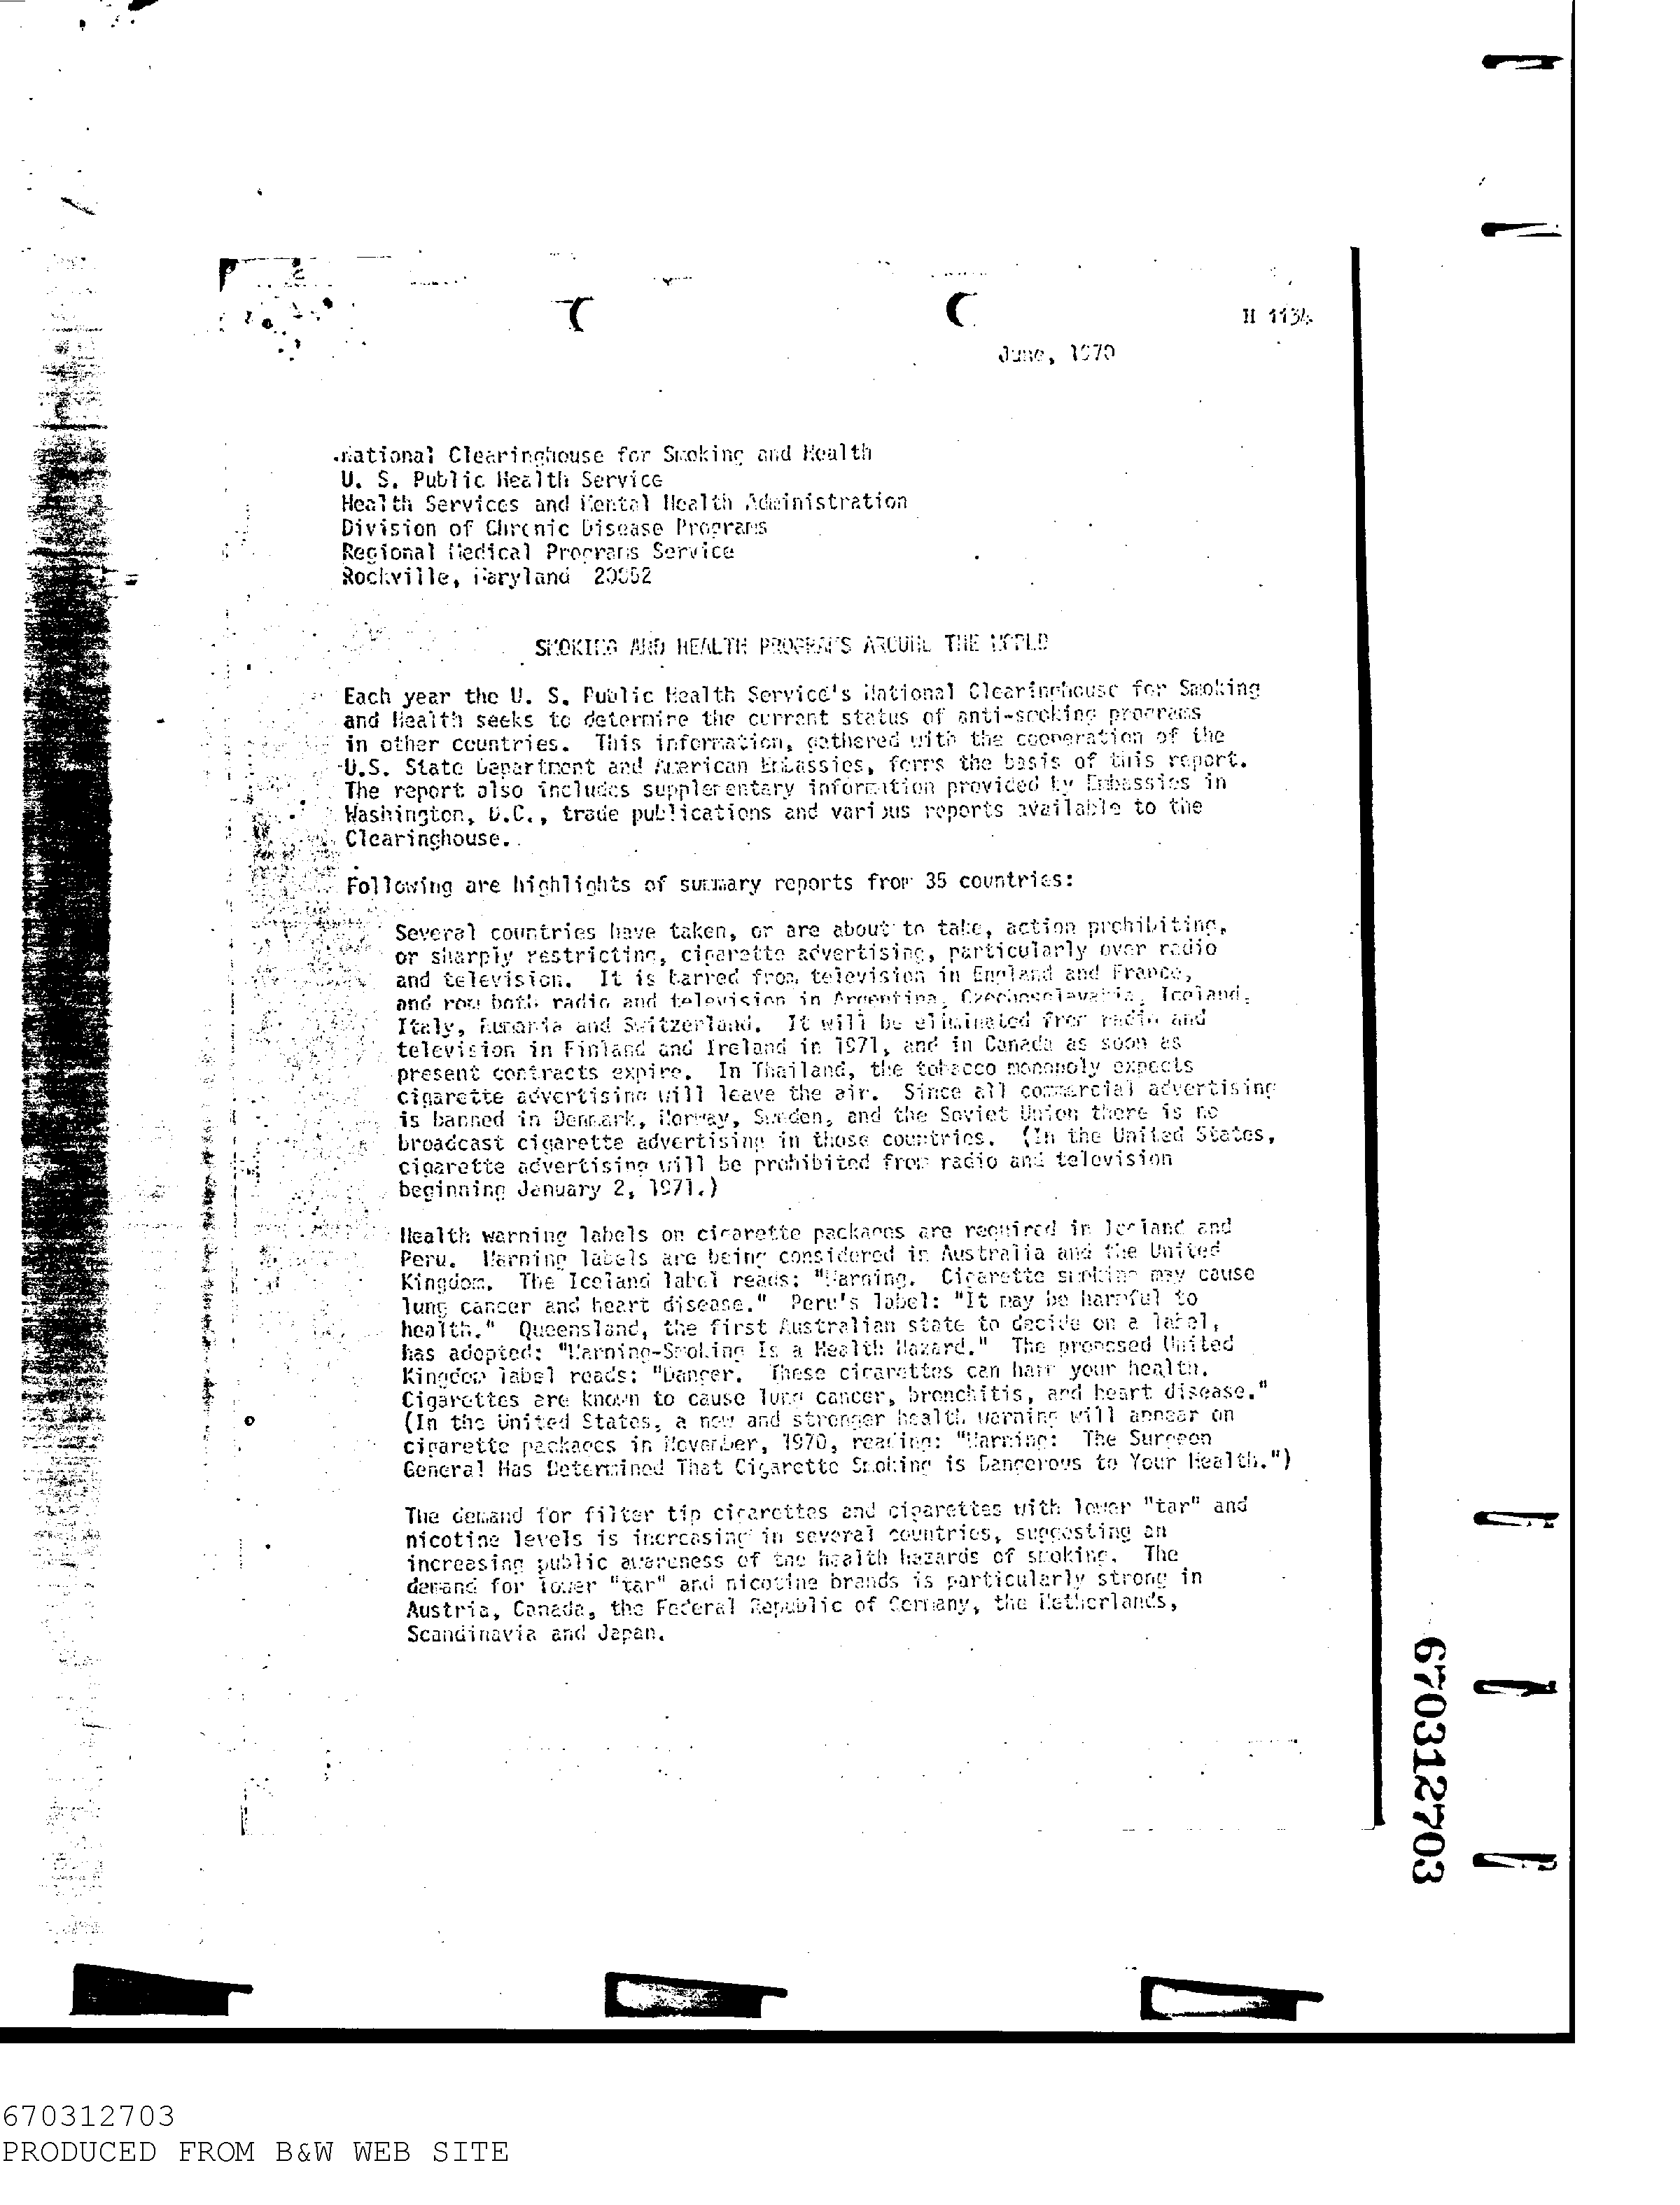 H 1134
June, 1970
National Clearinghouse for Smoking and Health
U. S. Public Health Service
Health Services and Mental Health Administration
Division of Chronic Disease Programs
Regional Medical Programs Service
Rockville, Maryland 20852
SMOKING AND HEALTH PROGRAMS AROUND THE WORLD
Each year the U. S. Public Health Service's National Clearinghouse for Smoking
and Health seeks to determine the current status of anti-smoking programs
in other countries. This information, gathered with the cooperation of the
U.S. State Department and American Embassies, forms the basis of this report.
The report also includes supplementary information provided by Embassies in
Washington, D.C., trade publications and various reports available to the
Clearinghouse.
Following are highlights of summary reports from 35 countries:
Several countries have taken, or are about to take, action prohibiting,
or sharply restricting, cigarette advertising, particularly over radio
and television. It is barred from television in England and France,
and now both radio and television in Argentina, Czechoslovakia, Iceland,
Italy, Rumania and Switzerland. It will be eliminated from radio and
television in Finland and Ireland in 1971, and in Canada as soon as
present contracts expire. In Thailand, the tobacco monopoly expects
cigarette advertising will leave the air. Since all commercial advertising
is banned in Denmark, Norway, Sweden, and the Soviet Union there is no
broadcast cigarette advertising in those countries. (In the United States,
cigarette advertising will be prohibited from radio and television
beginning January 2, 1971.)
Health warning labels on cigarette packages are required in Iceland and
Peru. Warning labels are being considered in Australia and the United
Kingdom. The Iceland label reads: "Warning. Cigarette smoking may cause
lung cancer and heart disease." Peru's label: "It may be harmful to
health." Queensland, the first Australian state to decide on a label,
has adopted: "Warning-Smoking Is a Health Hazard." The proposed United
Kingdom label reads: "Danger. These cigarettes can harm your health.
Cigarettes are known to cause lung cancer, bronchitis, and heart disease."
(In the United States, a new and stronger health warning will appear on
cigarette packages in November, 1970, reading: "Warning: The Surgeon
General Has Determined That Cigarette Smoking is Dangerous to Your Health.")
The demand for filter tip cigarettes and cigarettes with lower "tar" and
nicotine levels is increasing in several countries, suggesting an
increasing public awareness of the health hazards of smoking. The
demand for lower "tar" and nicotine brands is particularly strong in
Austria, Canada, the Federal Republic of Germany, the Netherlands,
Scandinavia and Japan.
670312703
670312703
PRODUCED FROM B&W WEB SITE